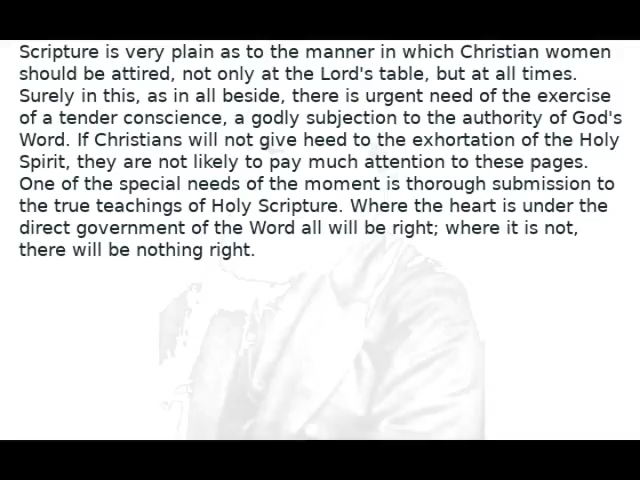 Scripture is very plain as to the manner in which Christian women
should be attired, not only at the Lord's table, but at all times.
Surely in this, as in all beside, there is urgent need of the exercise
of a tender conscience, a godly subjection to the authority of God's
Word. If Christians will not give heed to the exhortation of the Holy
Spirit, they are not likely to pay much attention to these pages.
One of the special needs of the moment is thorough submission to
the true teachings of Holy Scripture. Where the heart is under the
direct government of the Word all will be right; where it is not,
there will be nothing right.